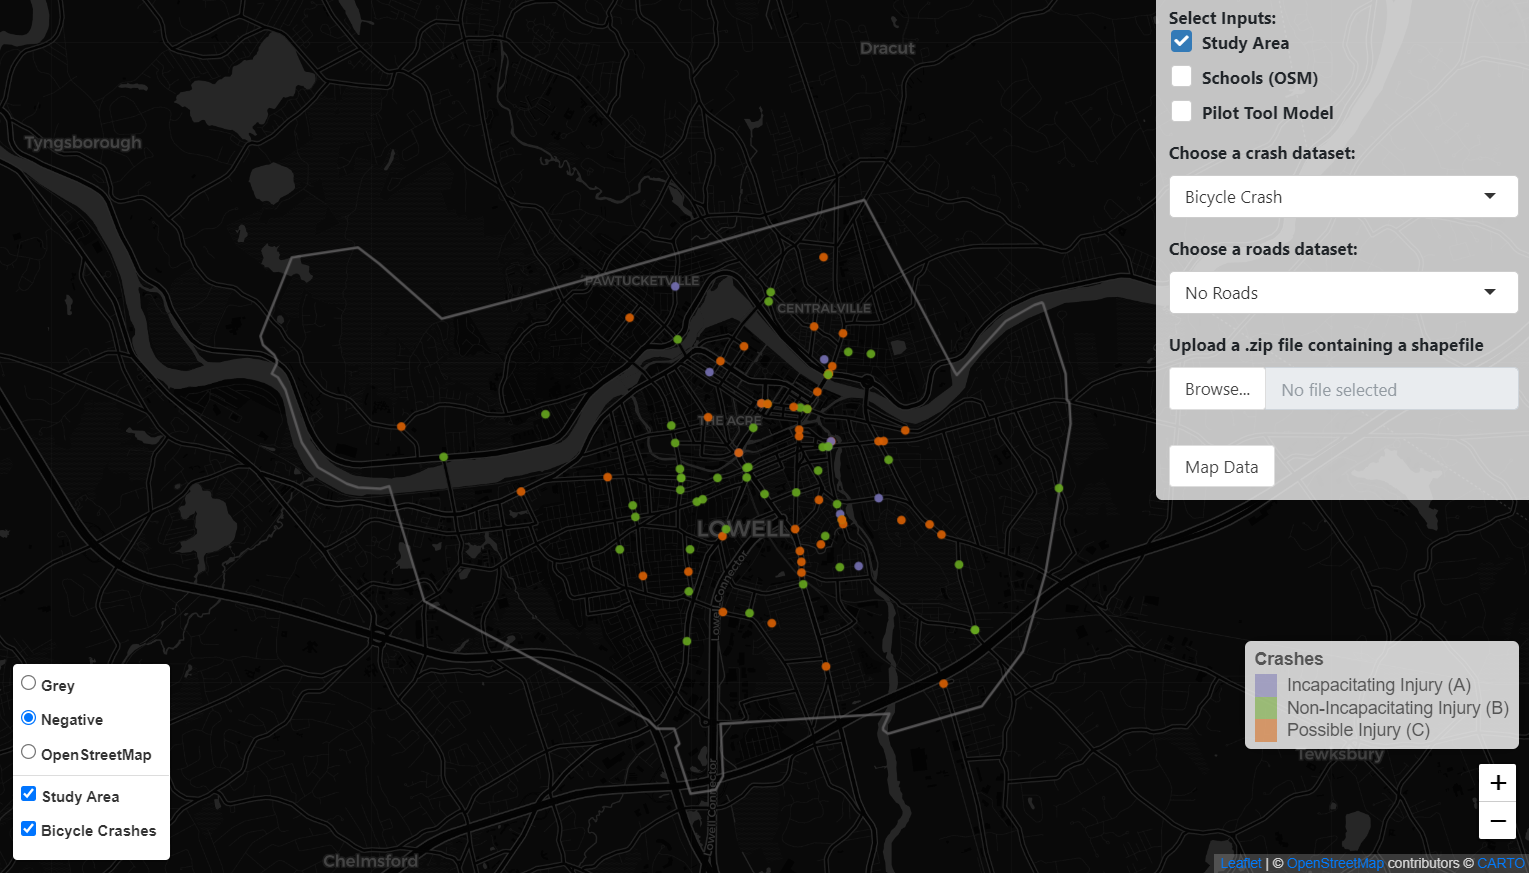 Select Inputs:
Study Area
Schools (OSM)
Pilot Tool Model
Choose a crash dataset:
Bicycle Crash
Choose a roads dataset:
No Roads
Upload a .zip file containing a shapefile
Browse...
No file selected
Map Data
Dracut
Tyngsborough
PAWTUCKETVILLE
CENTRALVILLE
THE ACRE
LOWELL
Lowell Connector
Lowell Connector
Chelmsford
Tewksbury
Grey
Negative
OpenStreetMap
Study Area
Bicycle Crashes
Crashes
Incapacitating Injury (A)
Non-Incapacitating Injury (B)
Possible Injury (C)
+
−
Leaflet | © OpenStreetMap contributors © CARTO